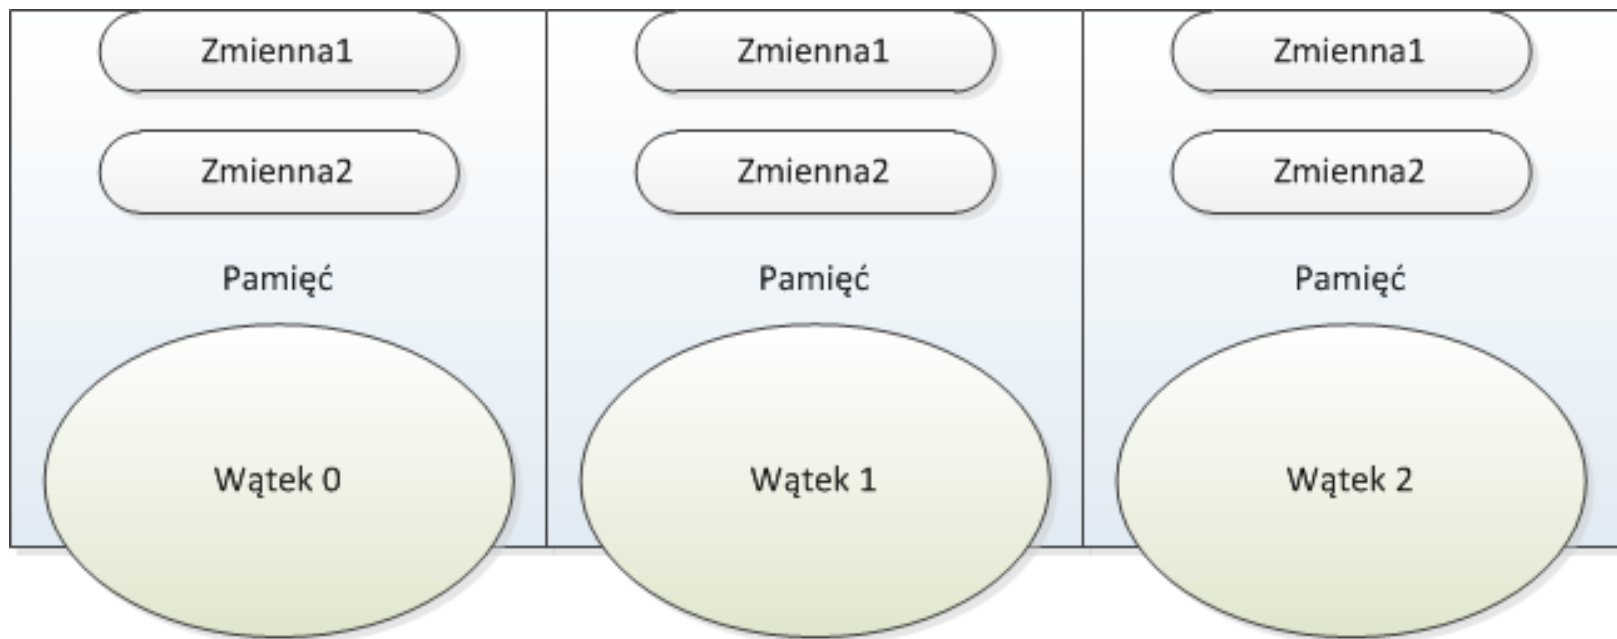 Zmienna1
Zmienna1
Zmienna1
Zmienna2
Zmienna2
Zmienna2
Pamięć
Pamięć
Pamięć
Wątek 0
Wątek 1
Wątek 2